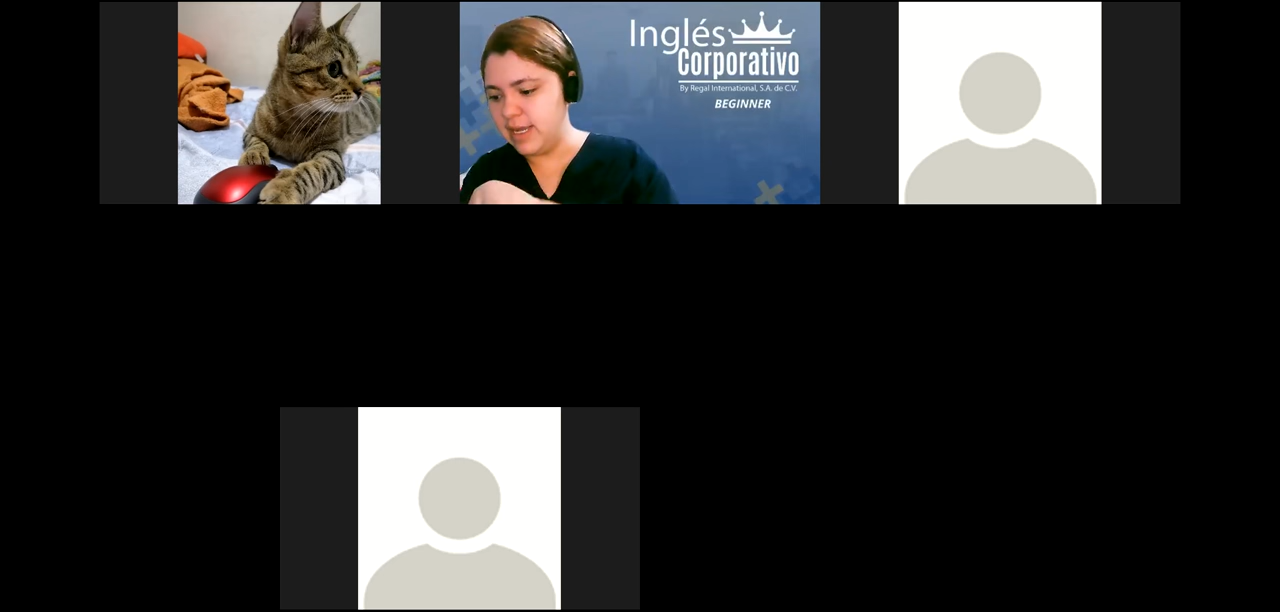 Inglés
Corporativo
By Regal International, S.A. de C.V.
BEGINNER